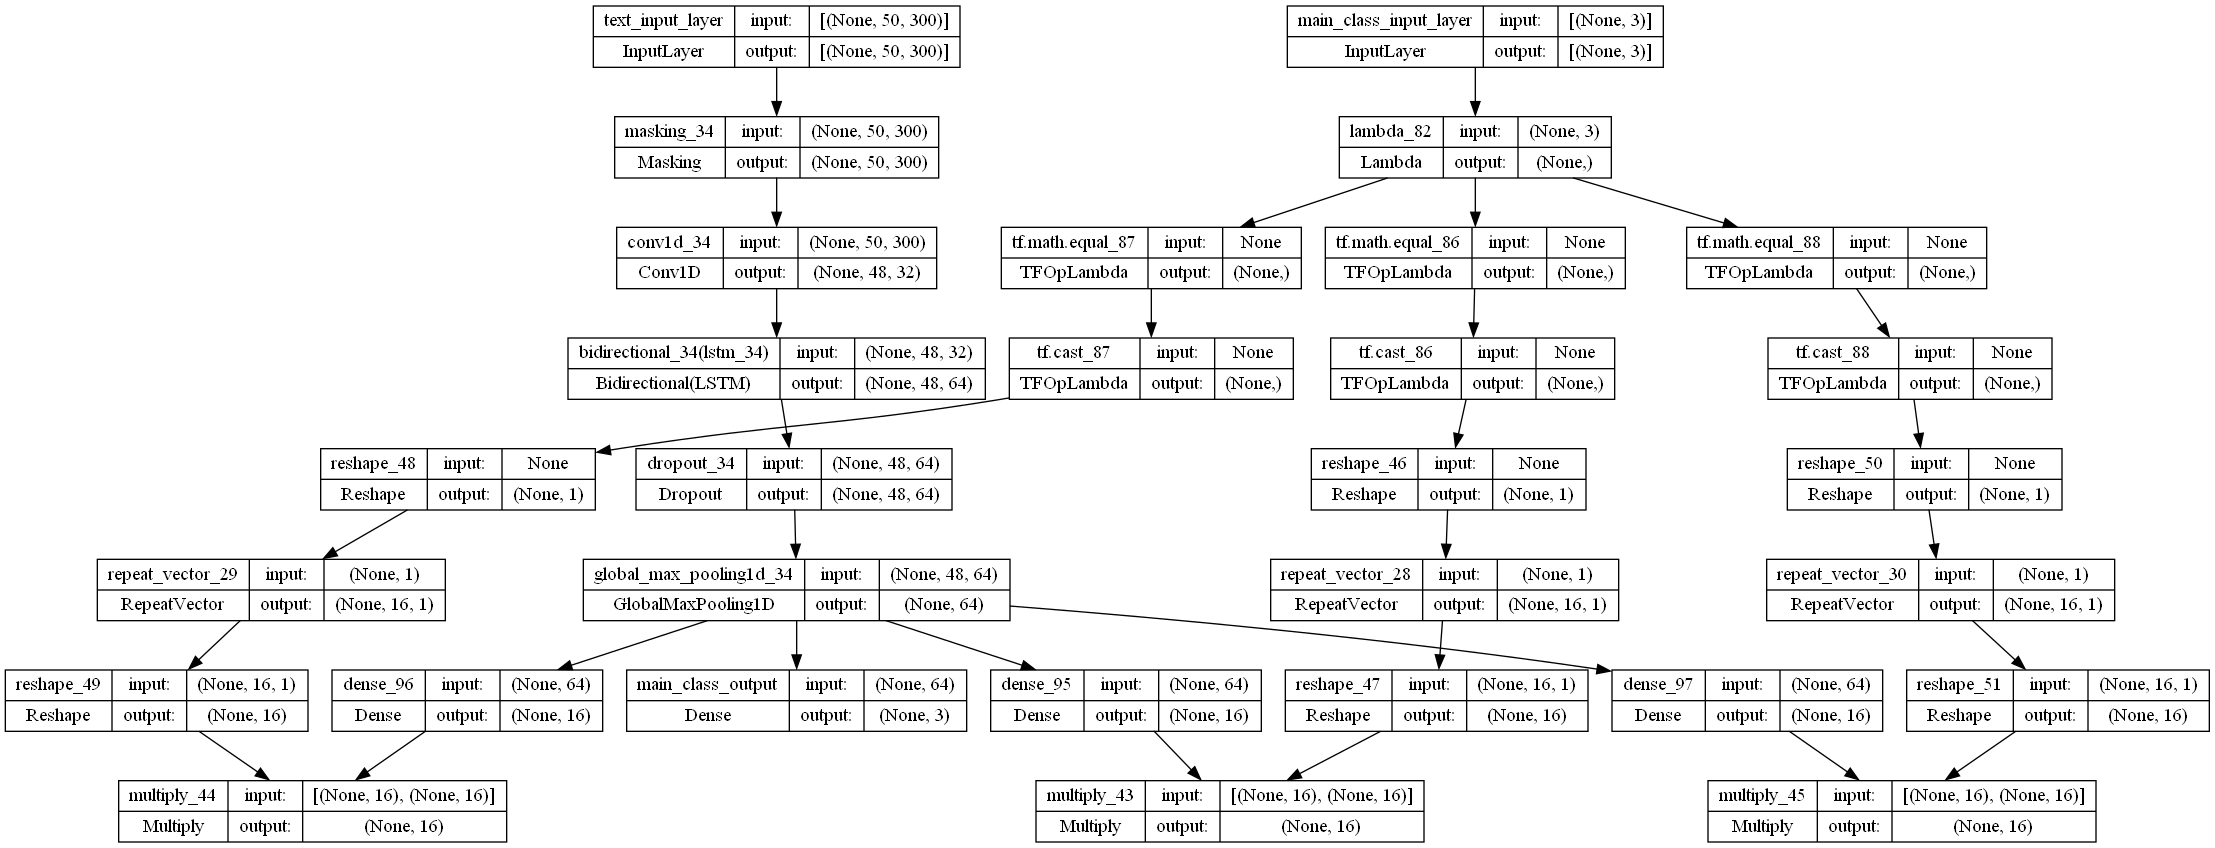 text_input_layer input: [(None, 50, 300)]
InputLayer output: [(None, 50, 300)]
main_class_input_layer input: [(None, 3)]
InputLayer output: [(None, 3)]
masking_34 input: (None, 50, 300)
Masking output: (None, 50, 300)
lambda_82 input: (None, 3)
Lambda output: (None,)
conv1d_34 input: (None, 50, 300)
Conv1D output: (None, 48, 32)
tf.math.equal_87 input: None
TFOpLambda output: (None,)
tf.math.equal_86 input: None
TFOpLambda output: (None,)
tf.math.equal_88 input: None
TFOpLambda output: (None,)
bidirectional_34(lstm_34) input: (None, 48, 32)
Bidirectional(LSTM) output: (None, 48, 64)
tf.cast_87 input: None
TFOpLambda output: (None,)
tf.cast_86 input: None
TFOpLambda output: (None,)
tf.cast_88 input: None
TFOpLambda output: (None,)
reshape_48 input: None
Reshape output: (None, 1)
dropout_34 input: (None, 48, 64)
Dropout output: (None, 48, 64)
reshape_46 input: None
Reshape output: (None, 1)
reshape_50 input: None
Reshape output: (None, 1)
repeat_vector_29 input: (None, 1)
RepeatVector output: (None, 16, 1)
global_max_pooling1d_34 input: (None, 48, 64)
GlobalMaxPooling1D output: (None, 64)
repeat_vector_28 input: (None, 1)
RepeatVector output: (None, 16, 1)
repeat_vector_30 input: (None, 1)
RepeatVector output: (None, 16, 1)
reshape_49 input: (None, 16, 1)
Reshape output: (None, 16)
dense_96 input: (None, 64)
Dense output: (None, 16)
main_class_output input: (None, 64)
Dense output: (None, 3)
dense_95 input: (None, 64)
Dense output: (None, 16)
reshape_47 input: (None, 16, 1)
Reshape output: (None, 16)
dense_97 input: (None, 64)
Dense output: (None, 16)
reshape_51 input: (None, 16, 1)
Reshape output: (None, 16)
multiply_44 input: [(None, 16), (None, 16)]
Multiply output: (None, 16)
multiply_43 input: [(None, 16), (None, 16)]
Multiply output: (None, 16)
multiply_45 input: [(None, 16), (None, 16)]
Multiply output: (None, 16)